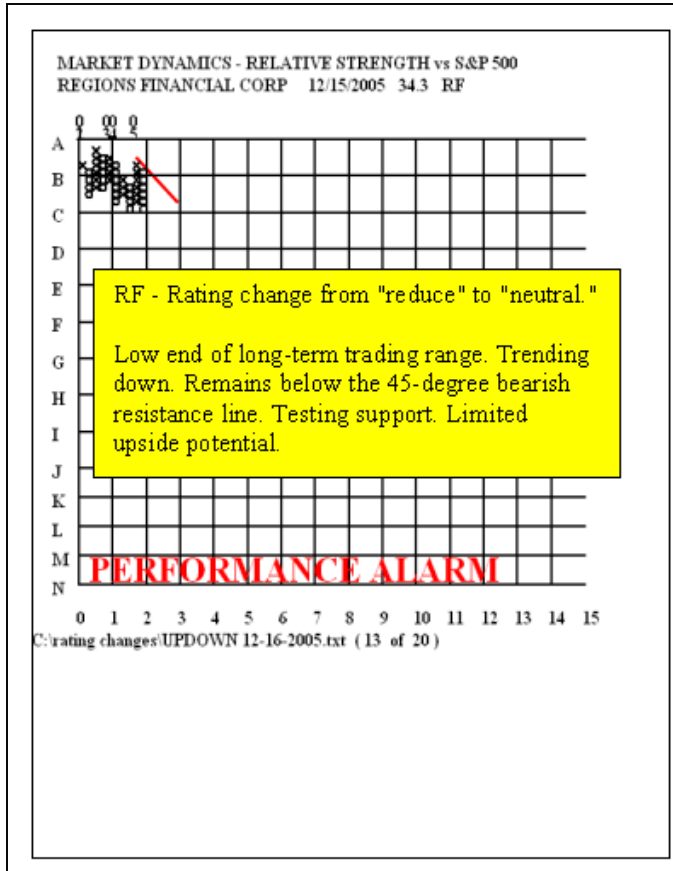 MARKET DYNAMICS - RELATIVE STRENGTH vs S&P 500
REGIONS FINANCIAL CORP 12/15/2005 34.3 RF
A
B
C
D
E
F
G
H
I
J
K
L
M
N
RF - Rating change from "reduce" to "neutral."
Low end of long-term trading range. Trending
down. Remains below the 45-degree bearish
resistance line. Testing support. Limited
upside potential.
PERFORMANCE ALARM
0 1 2 3 4 5 6 7 8 9 10 11 12 13 14 15
C:\rating changes\UPDOWN 12-16-2005.txt ( 13 of 20 )